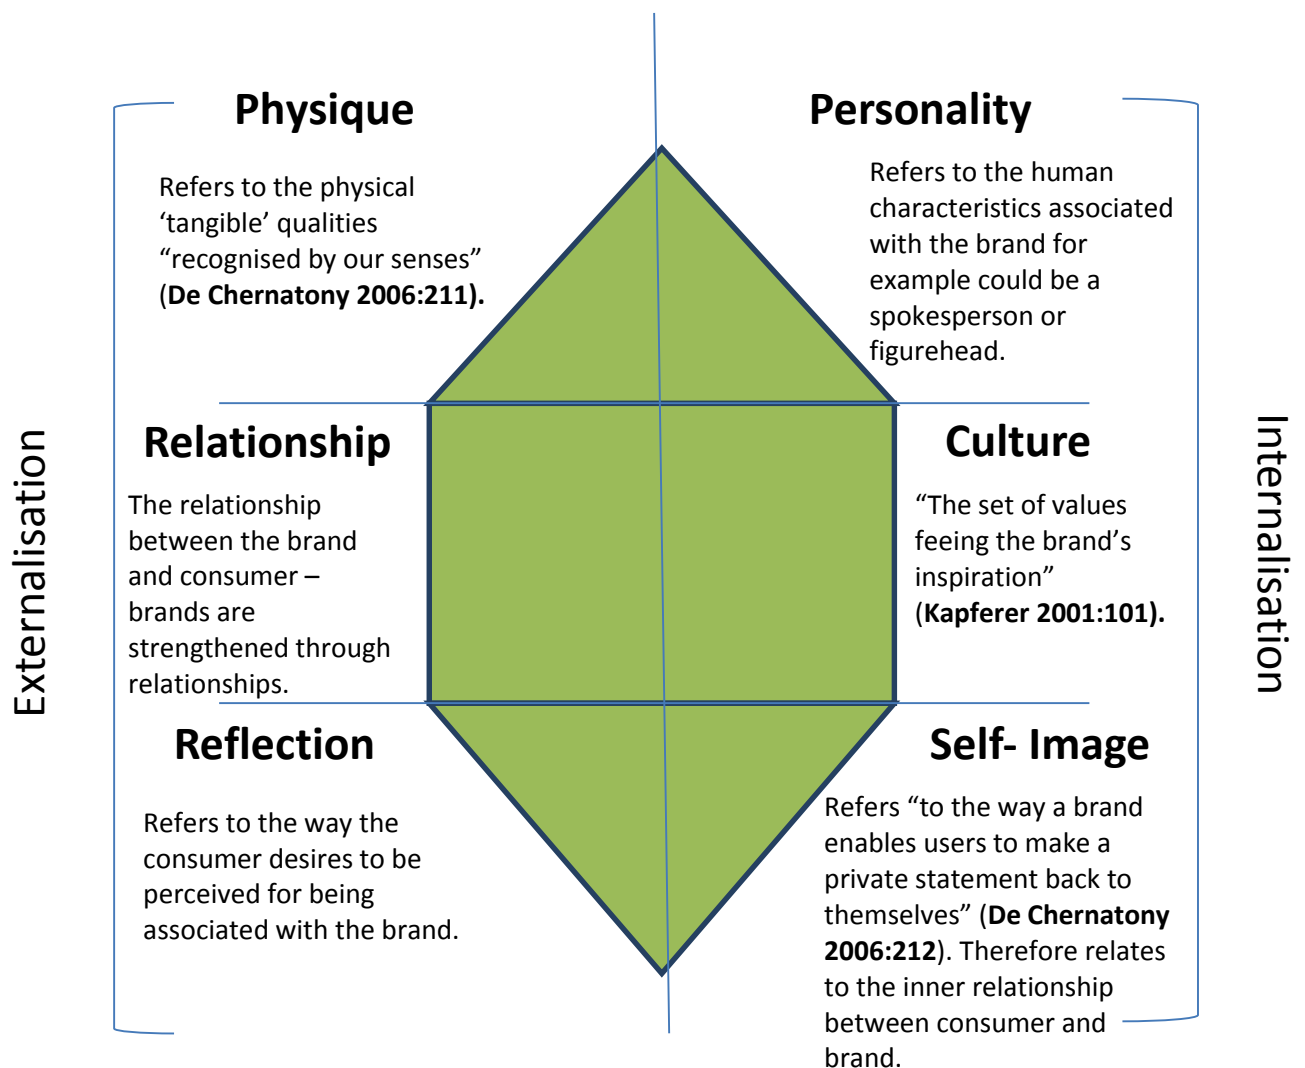 Physique
Refers to the physical
‘tangible’ qualities
“recognised by our senses”
(De Chernatony 2006:211).
Personality
Refers to the human
characteristics associated
with the brand for
example could be a
spokesperson or
figurehead.
Externalisation
Relationship
The relationship
between the brand
and consumer –
brands are
strengthened through
relationships.
Culture
“The set of values
feeing the brand’s
inspiration”
(Kapferer 2001:101).
Internalisation
Reflection
Refers to the way the
consumer desires to be
perceived for being
associated with the brand.
Self- Image
Refers “to the way a brand
enables users to make a
private statement back to
themselves” (De Chernatony
2006:212). Therefore relates
to the inner relationship
between consumer and
brand.